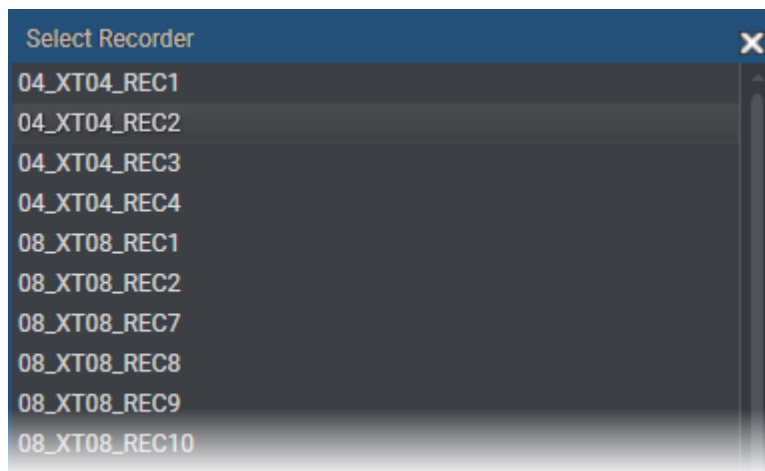 Select Recorder
04_XT04_REC1
04_XT04_REC2
04_XT04_REC3
04_XT04_REC4
08_XT08_REC1
08_XT08_REC2
08_XT08_REC7
08_XT08_REC8
08_XT08_REC9
08_XT08_REC10